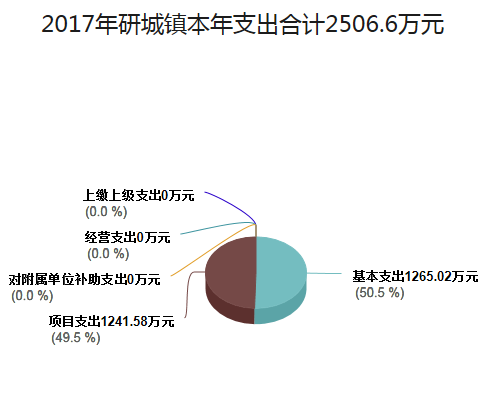 2017年研城镇本年支出合计2506.6万元
上缴上级支出0万元
(0.0 %)
经营支出0万元
(0.0 %)
对附属单位补助支出0万元
(0.0 %)
基本支出1265.02万元
(50.5 %)
项目支出1241.58万元
(49.5 %)